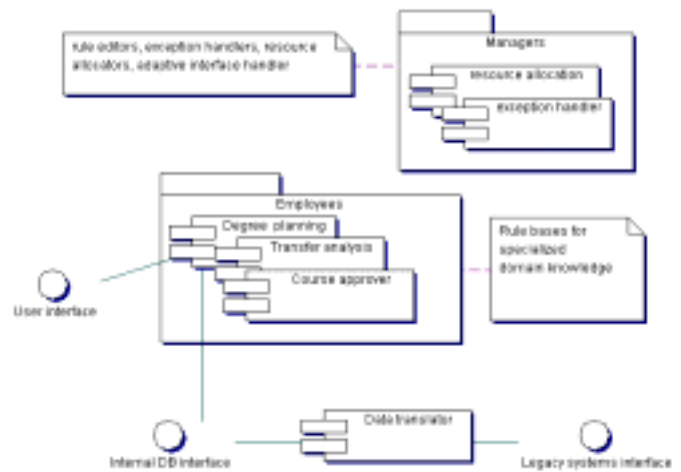 rule editors, exception handlers, resource
allocators, adaptive interface handler
Managers
resource allocation
exception handler
Employees
Degree planning
Transfer analysis
Course approver
Rule bases for
specialized
domain knowledge
User interface
Data translator
Internal DB interface
Legacy systems interface